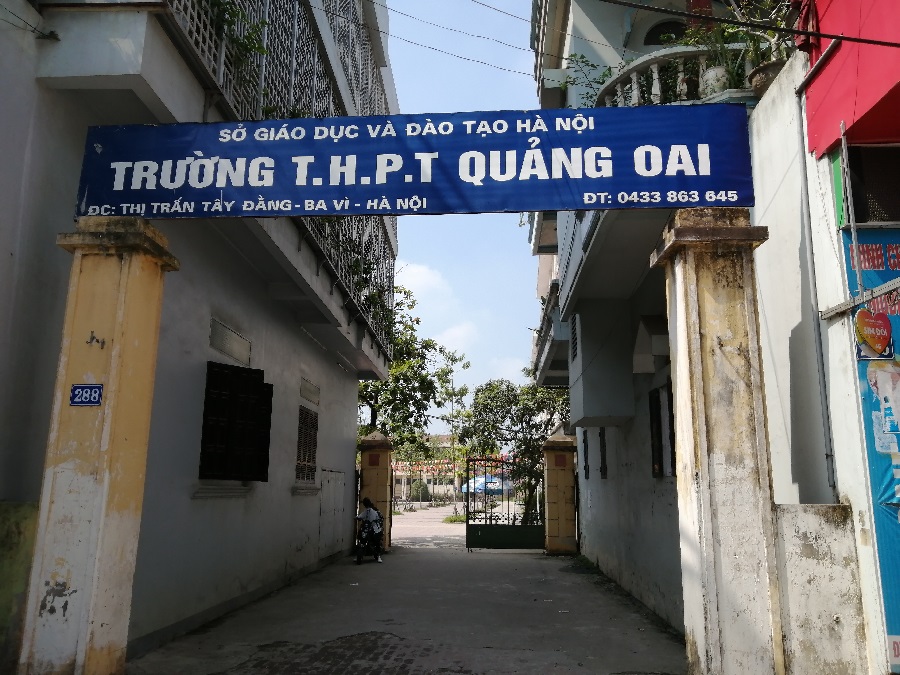 SỞ GIÁO DỤC VÀ ĐÀO TẠO HÀ NỘI
TRƯỜNG T.H.P.T QUẢNG OAI
ĐC: THỊ TRẤN TÂY ĐẰNG - BA VÌ - HÀ NỘI
ĐT: 0433 863 645
288